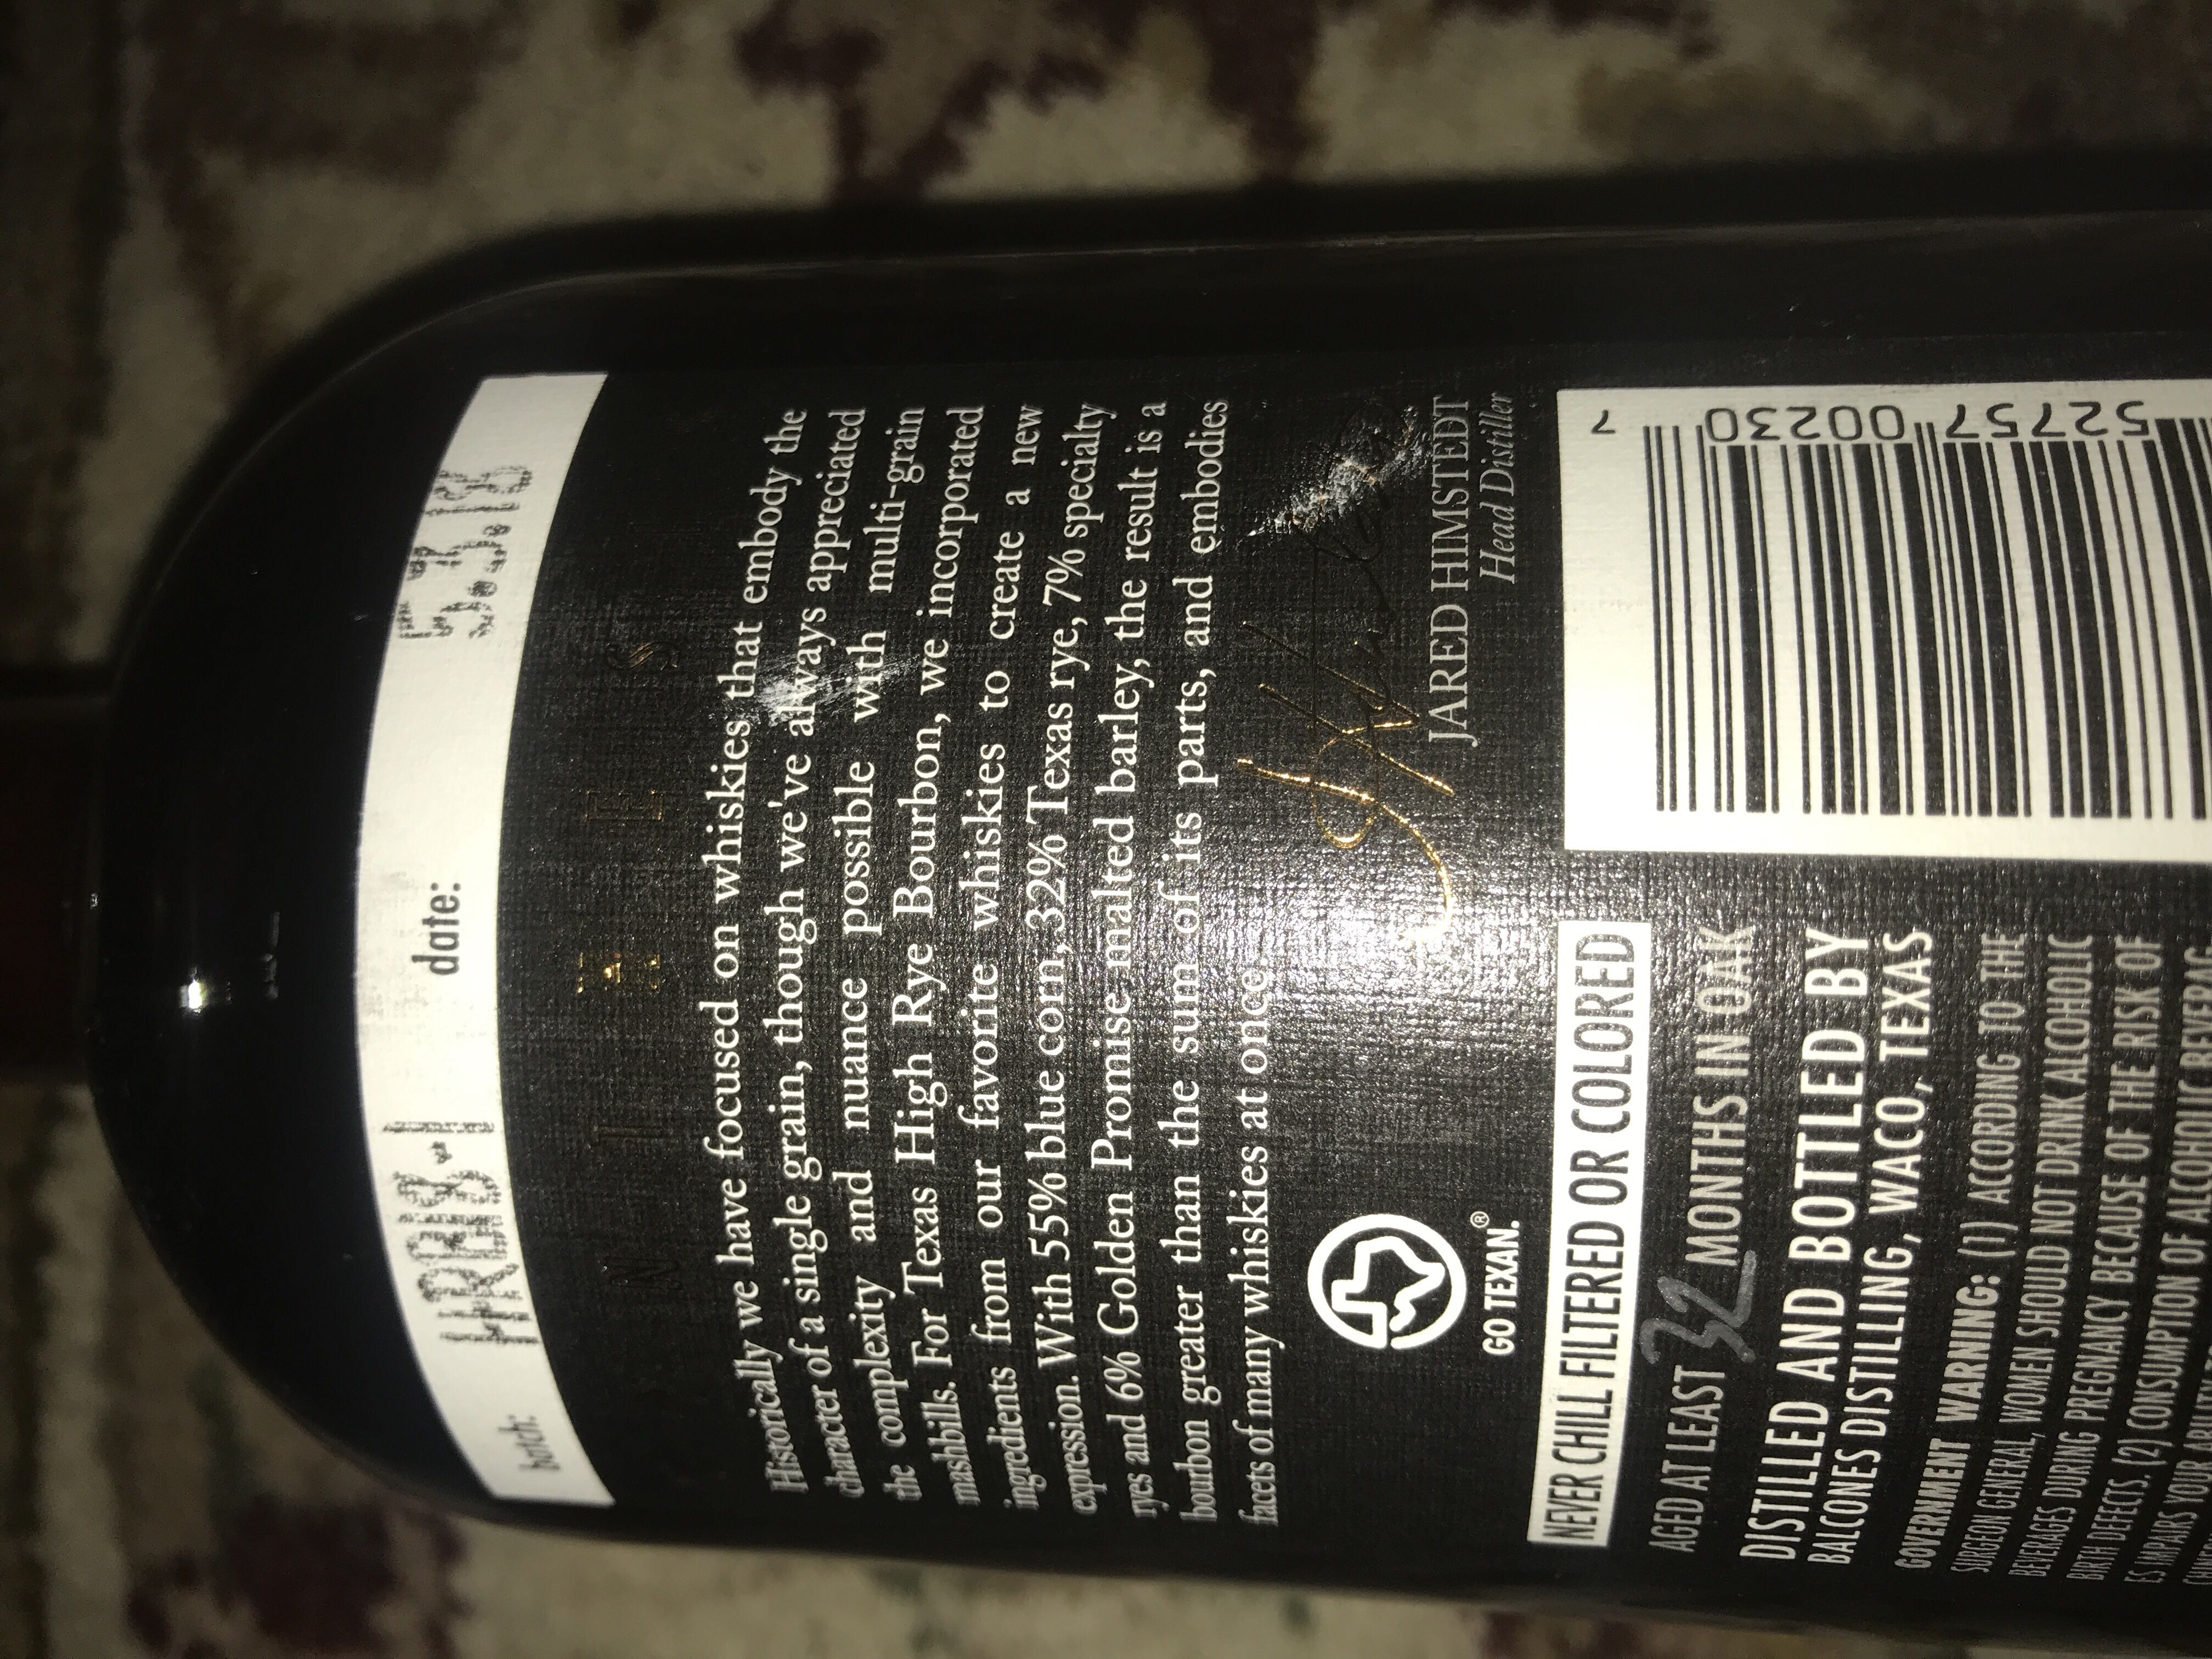 batch: HRB18-1 date: 5.3.18
N I R E S
Historically we have focused on whiskies that embody the
character of a single grain, though we've always appreciated
the complexity and nuance possible with multi-grain
mashbills. For Texas High Rye Bourbon, we incorporated
ingredients from our favorite whiskies to create a new
expression. With 55% blue corn, 32% Texas rye, 7% specialty
ryes and 6% Golden Promise malted barley, the result is a
bourbon greater than the sum of its parts, and embodies
facets of many whiskies at once.
JARED HIMSTEDT
Head Distiller
GO TEXAN.®
NEVER CHILL FILTERED OR COLORED
AGED AT LEAST 32 MONTHS IN OAK
DISTILLED AND BOTTLED BY
BALCONES DISTILLING, WACO, TEXAS
GOVERNMENT WARNING: (1) ACCORDING TO THE
SURGEON GENERAL, WOMEN SHOULD NOT DRINK ALCOHOLIC
BEVERAGES DURING PREGNANCY BECAUSE OF THE RISK OF
BIRTH DEFECTS. (2) CONSUMPTION OF ALCOHOLIC BEVERAG-
ES IMPAIRS YOUR
7 52757 00230